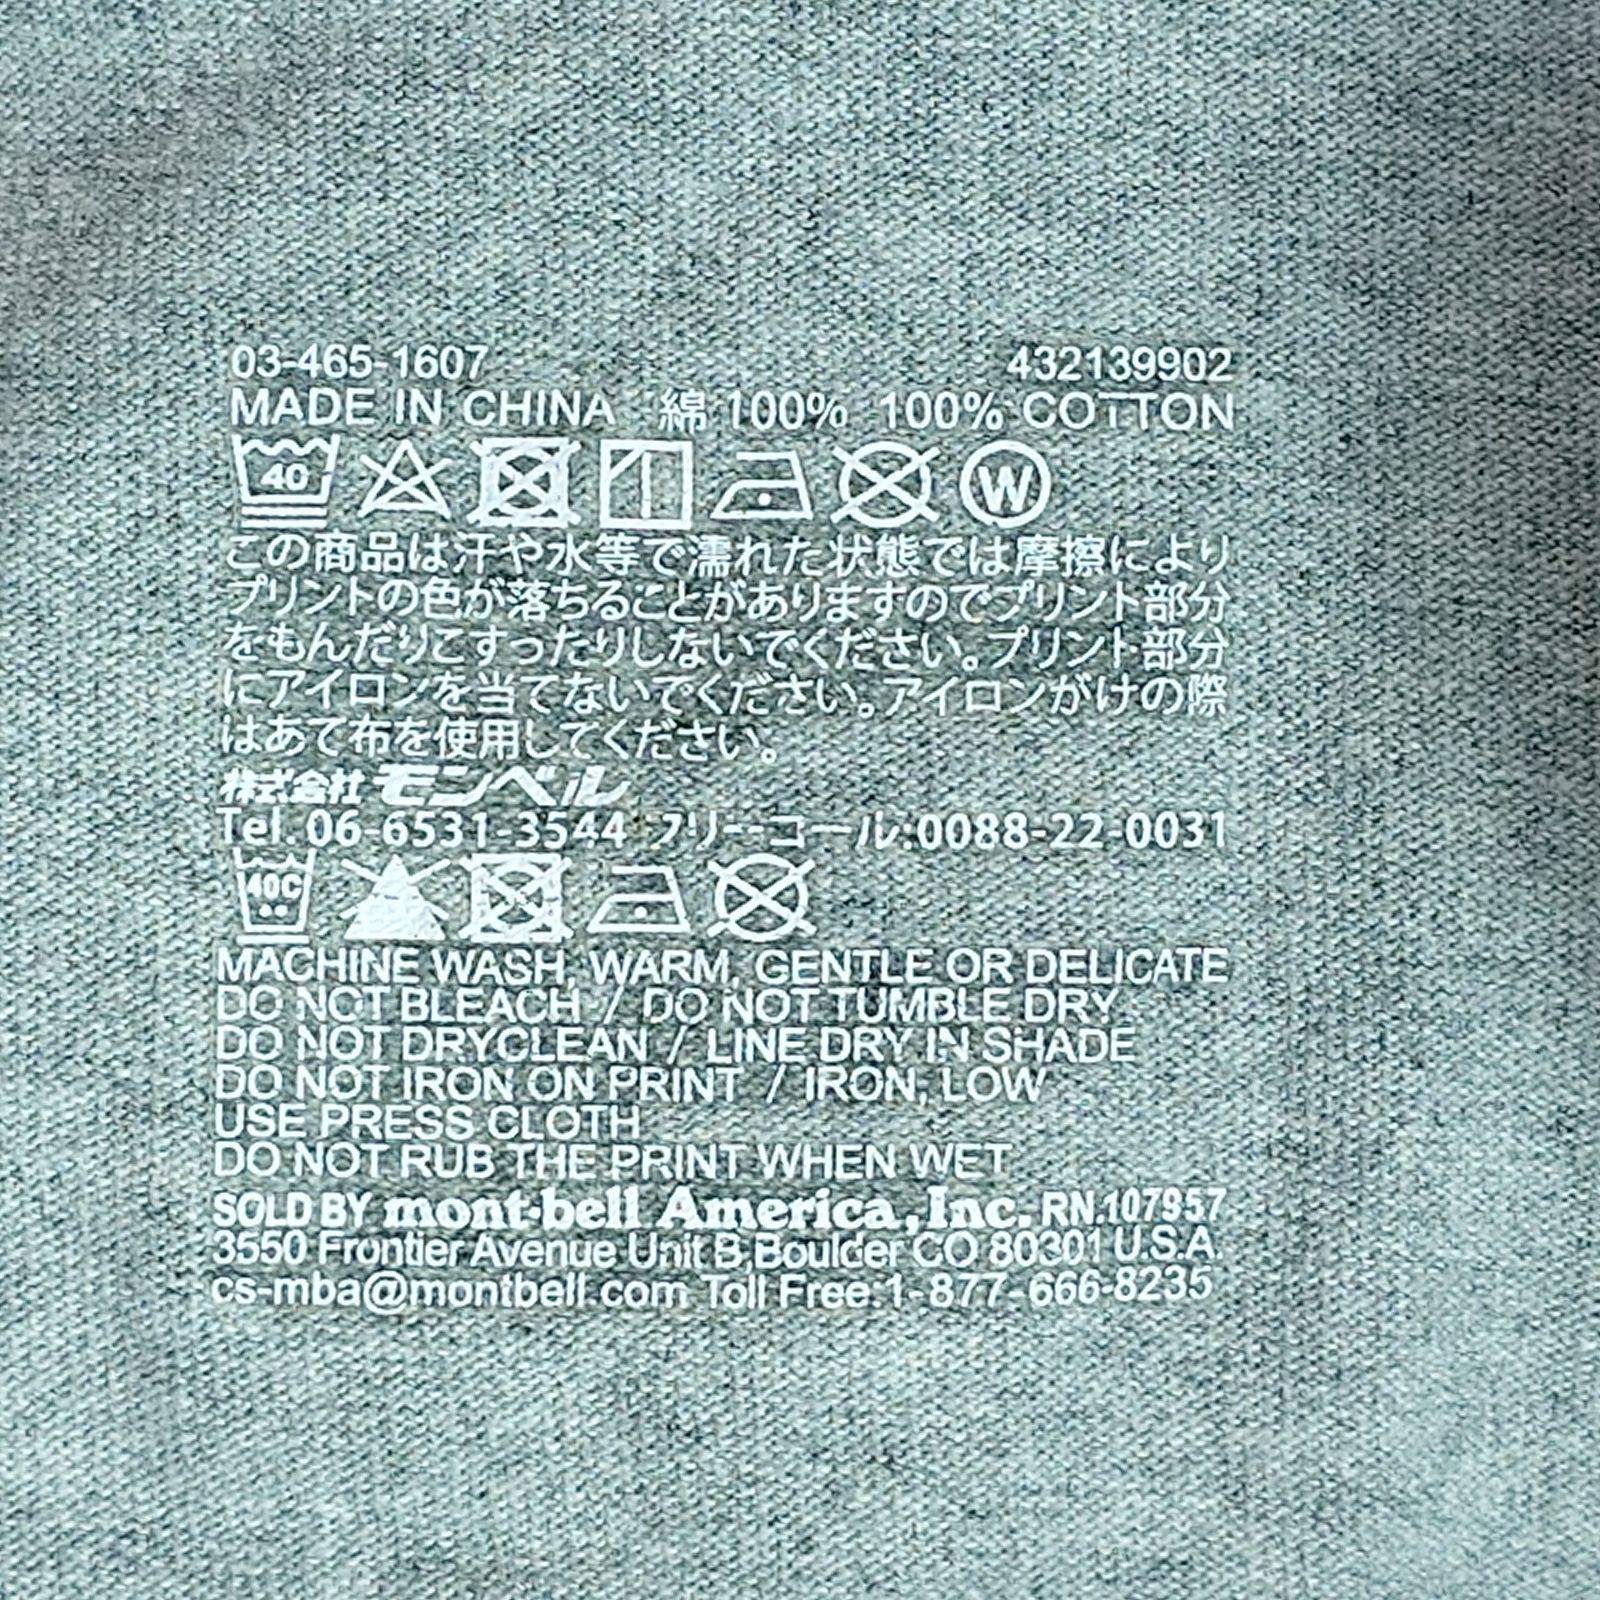 03-465-1607 432139902
MADE IN CHINA 綿100% 100% COTTON
40 W
この商品は汗や水等で濡れた状態では摩擦により
プリントの色が落ちることがありますのでプリント部分
をもんだりこすったりしないでください。プリント部分
にアイロンを当てないでください。アイロンがけの際
はあて布を使用してください。
株式会社 モンベル
Tel. 06-6531-3544 フリーコール:0088-22-0031
40C
MACHINE WASH, WARM, GENTLE OR DELICATE
DO NOT BLEACH / DO NOT TUMBLE DRY
DO NOT DRYCLEAN / LINE DRY IN SHADE
DO NOT IRON ON PRINT / IRON, LOW
USE PRESS CLOTH
DO NOT RUB THE PRINT WHEN WET
SOLD BY mont-bell America, Inc. RN.107957
3550 Frontier Avenue Unit B,Boulder CO 80301 U.S.A.
cs-mba@montbell.com Toll Free:1-877-666-8235